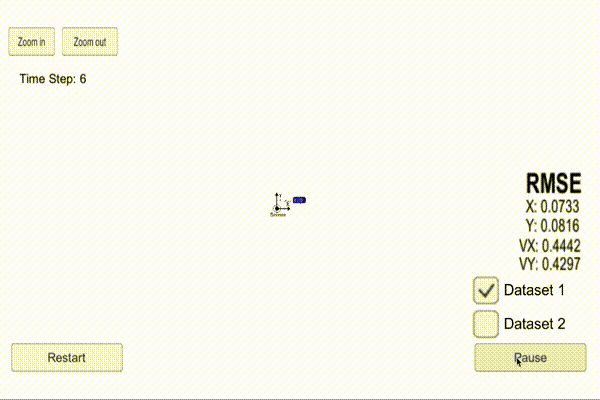 Zoom in
Zoom out
Time Step: 6
Y
Sensor
RMSE
X: 0.0733
Y: 0.0816
VX: 0.4442
VY: 0.4297
Dataset 1
Dataset 2
Restart
Pause